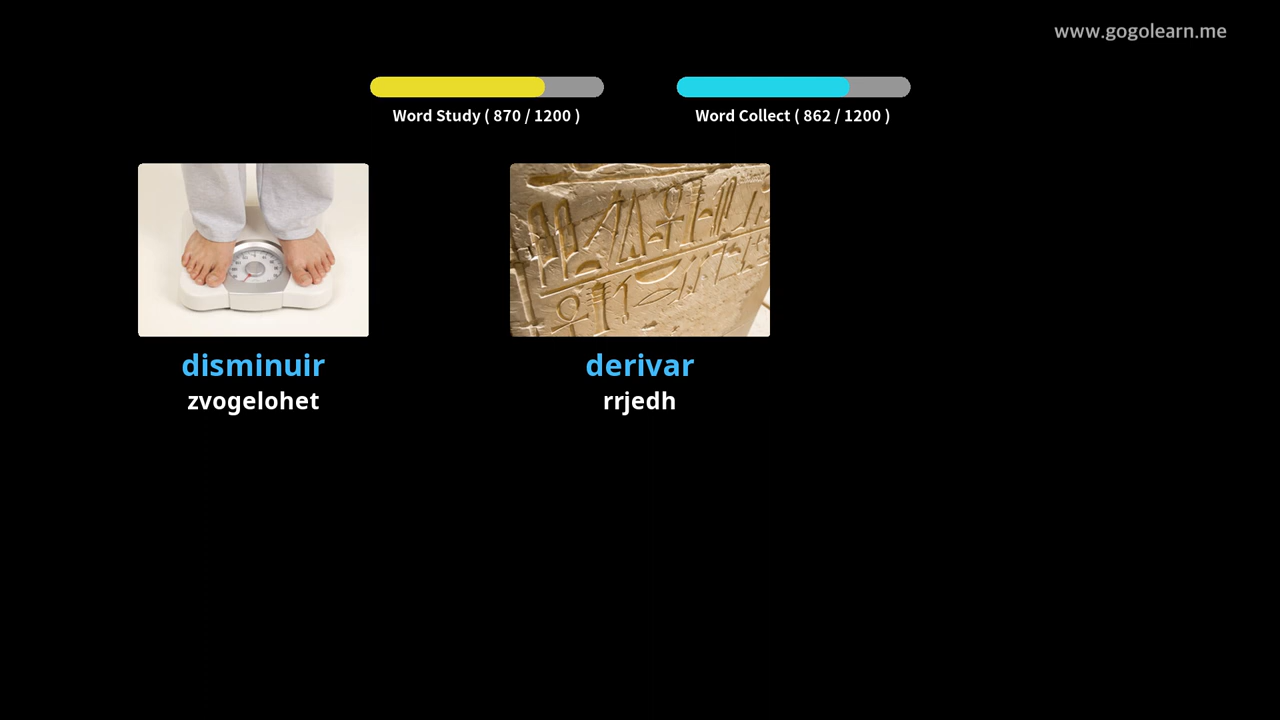 www.gogolearn.me
Word Study ( 870 / 1200 )
Word Collect ( 862 / 1200 )
disminuir
zvogelohet
derivar
rrjedh